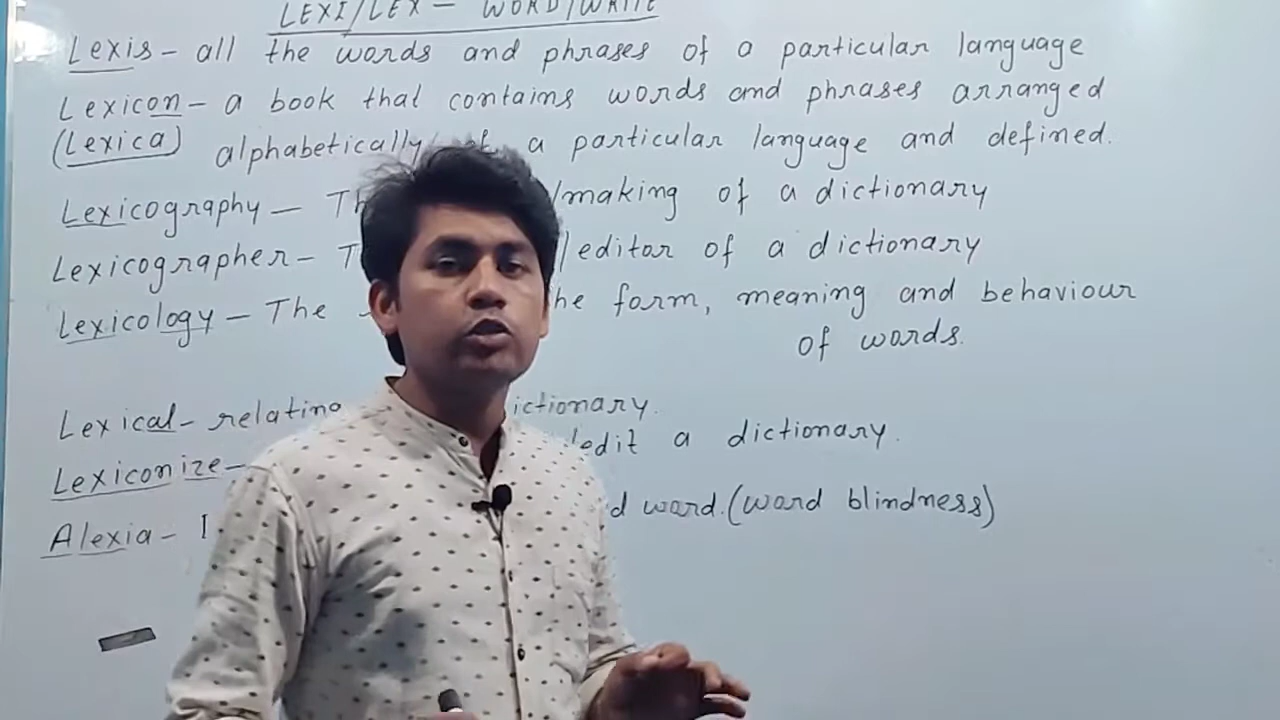 LEXI/LEX - WORD/WRITE
Lexis - all the words and phrases of a particular language
Lexicon - a book that contains words and phrases arranged
(Lexica) alphabetically of a particular language and defined.
Lexicography - /making of a dictionary
Lexicographer - /editor of a dictionary
Lexicology - The form, meaning and behaviour
of words.
Lexical - relating dictionary.
Lexiconize - /edit a dictionary.
Alexia - word. (word blindness)